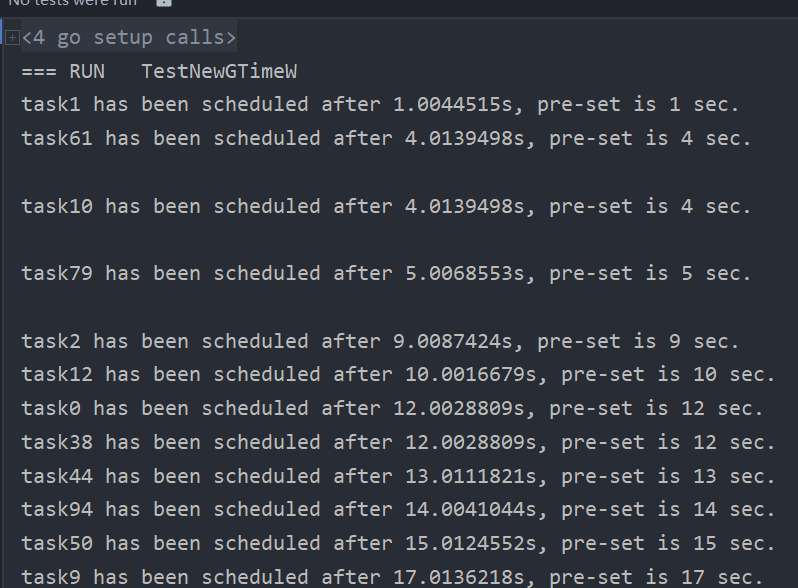 No tests were run
<4 go setup calls>
=== RUN   TestNewGTimeW
task1 has been scheduled after 1.0044515s, pre-set is 1 sec.
task61 has been scheduled after 4.0139498s, pre-set is 4 sec.
task10 has been scheduled after 4.0139498s, pre-set is 4 sec.
task79 has been scheduled after 5.0068553s, pre-set is 5 sec.
task2 has been scheduled after 9.0087424s, pre-set is 9 sec.
task12 has been scheduled after 10.0016679s, pre-set is 10 sec.
task0 has been scheduled after 12.0028809s, pre-set is 12 sec.
task38 has been scheduled after 12.0028809s, pre-set is 12 sec.
task44 has been scheduled after 13.0111821s, pre-set is 13 sec.
task94 has been scheduled after 14.0041044s, pre-set is 14 sec.
task50 has been scheduled after 15.0124552s, pre-set is 15 sec.
task9 has been scheduled after 17.0136218s, pre-set is 17 sec.